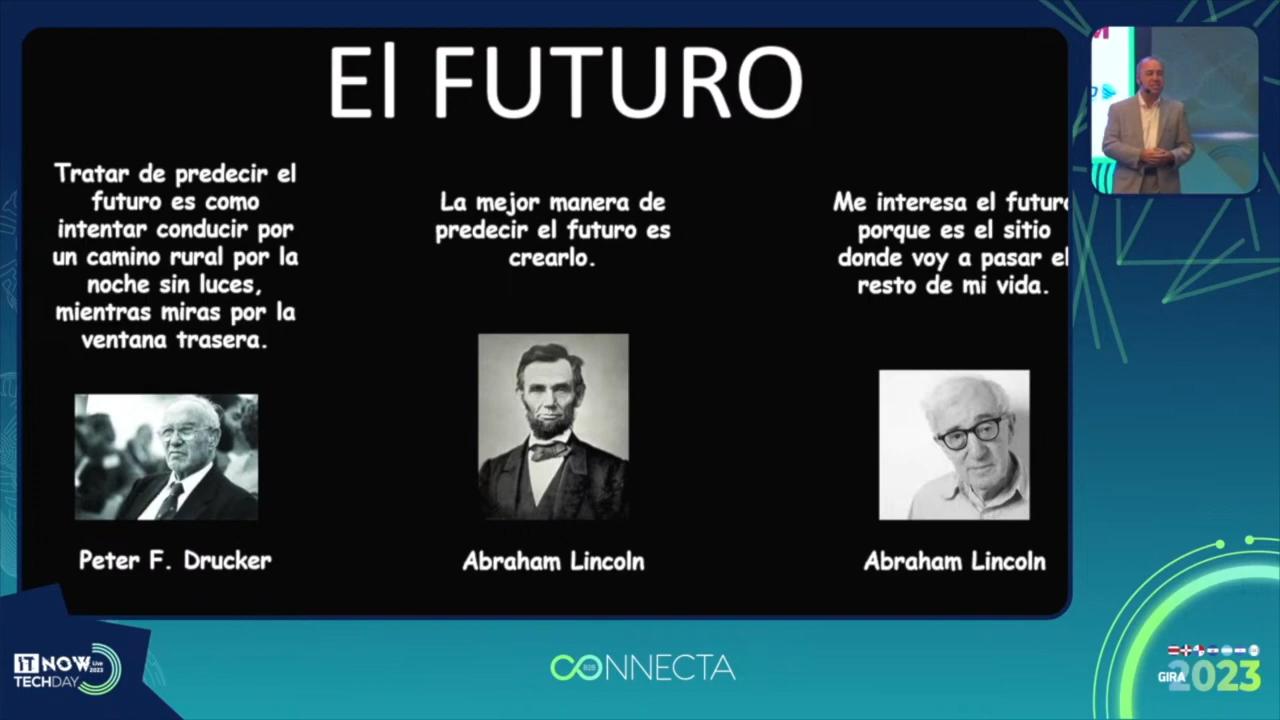 El FUTURO
Tratar de predecir el
futuro es como
intentar conducir por
un camino rural por la
noche sin luces,
mientras miras por la
ventana trasera.
Peter F. Drucker
La mejor manera de
predecir el futuro es
crearlo.
Abraham Lincoln
Me interesa el futuro
porque es el sitio
donde voy a pasar el
resto de mi vida.
Abraham Lincoln
iT NOW Live 2023
TECHDAY
CONNECTA
B2B
GIRA 2023